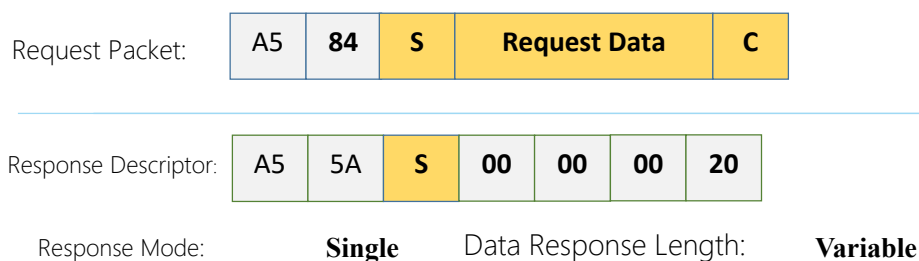 Request Packet: A5 84 S Request Data C
Response Descriptor: A5 5A S 00 00 00 20
Response Mode: Single Data Response Length: Variable